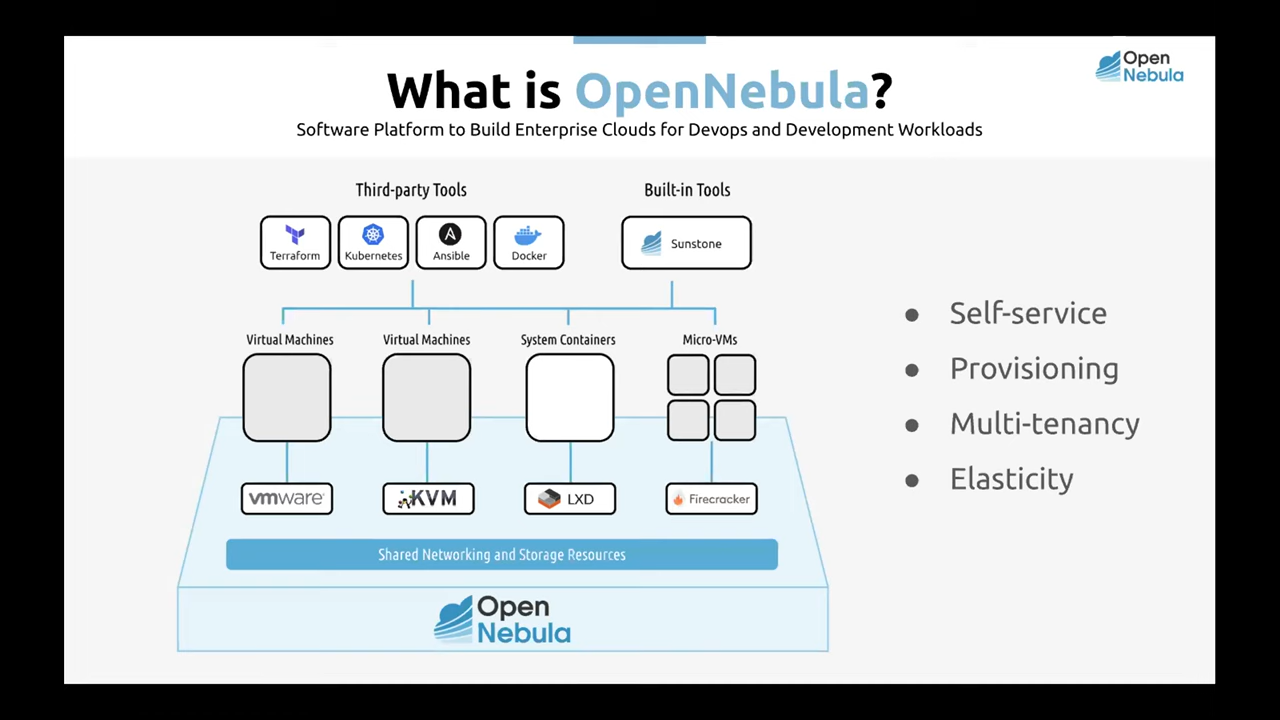 What is OpenNebula?
Software Platform to Build Enterprise Clouds for Devops and Development Workloads
Open
Nebula
Third-party Tools
Built-in Tools
Terraform
Kubernetes
Ansible
Docker
Sunstone
Virtual Machines
Virtual Machines
System Containers
Micro-VMs
vmware
KVM
LXD
Firecracker
Shared Networking and Storage Resources
Open
Nebula
● Self-service
● Provisioning
● Multi-tenancy
● Elasticity